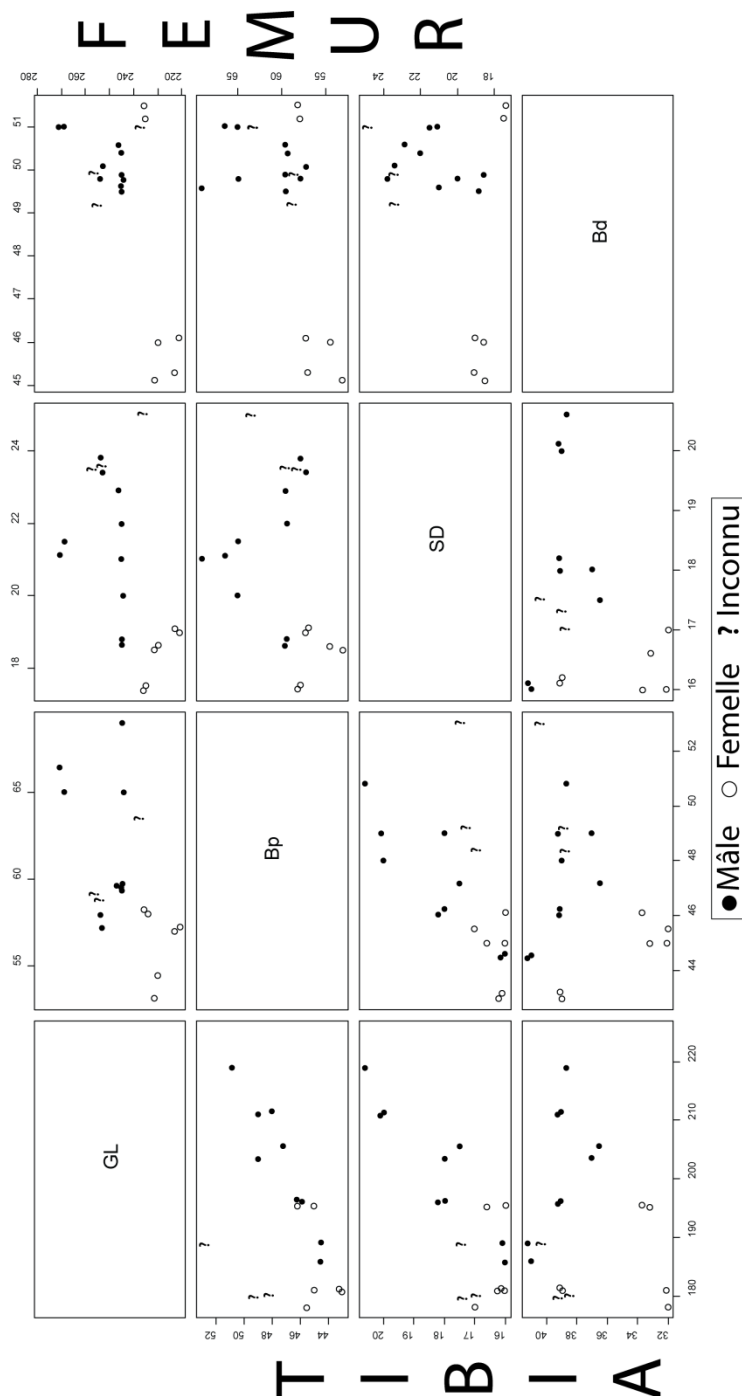 FEMUR
280 260 240 220
65 60 55
24 22 20 18
51 50 49 48 47 46 45
Bd
24 22 20 18
SD
20 19 18 17 16
65 60 55
Bp
52 50 48 46 44
GL
220 210 200 190 180
52 50 48 46 44
20 19 18 17 16
40 38 36 34 32
TIBIA
Mâle Femelle ? Inconnu